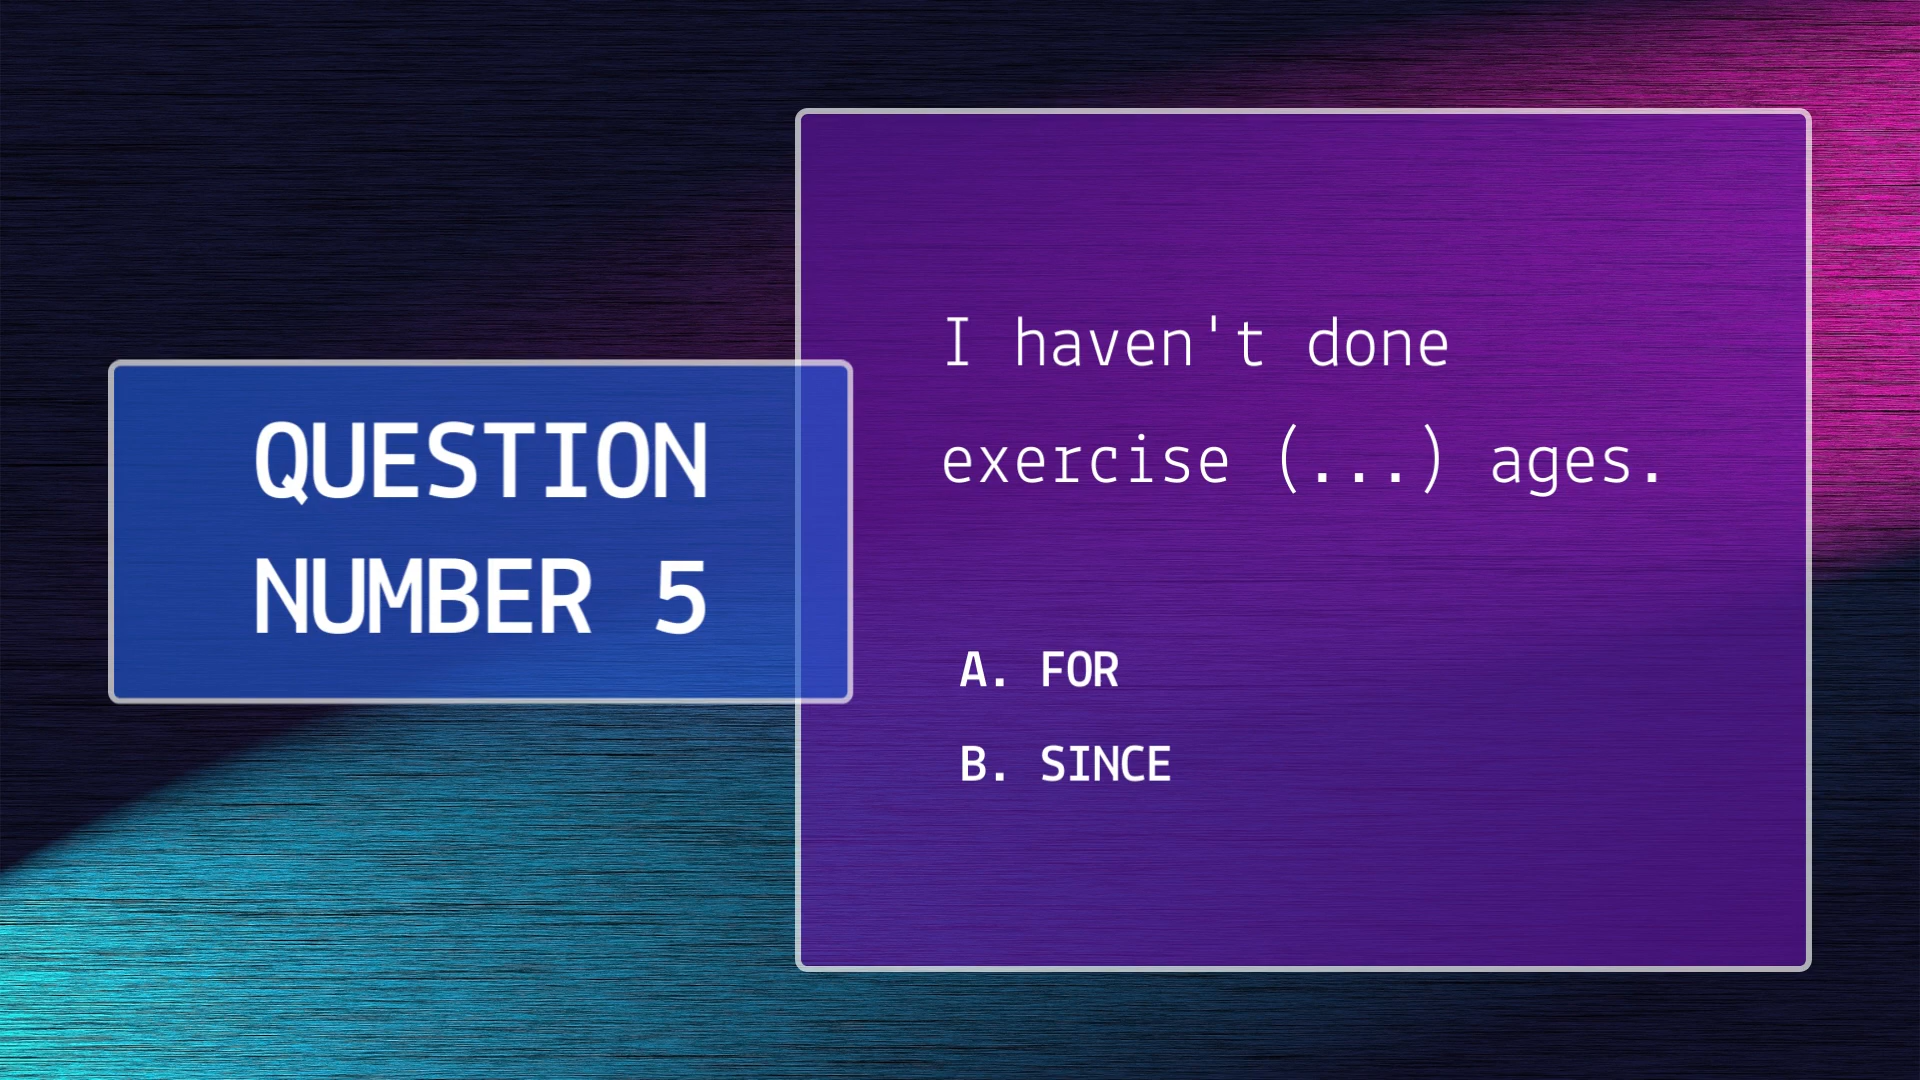 QUESTION
NUMBER 5
I haven't done
exercise (...) ages.
A. FOR
B. SINCE